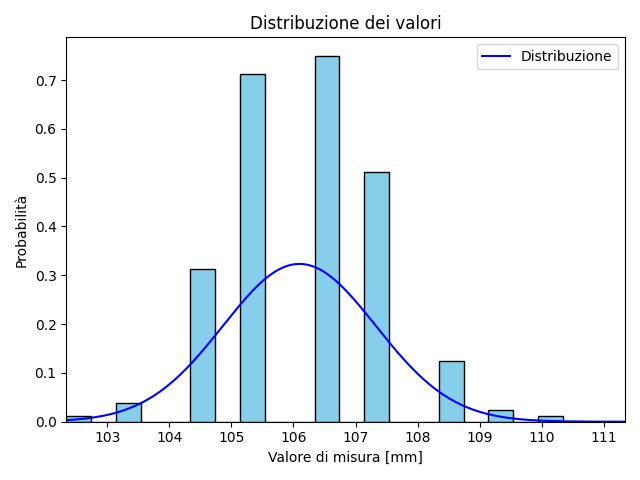 Distribuzione dei valori
Distribuzione
Probabilità
0.7
0.6
0.5
0.4
0.3
0.2
0.1
0.0
103 104 105 106 107 108 109 110 111
Valore di misura [mm]